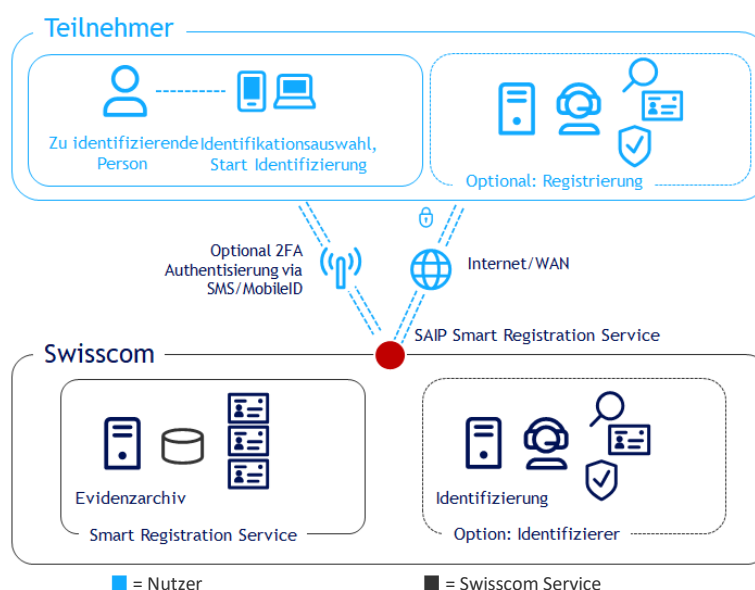 Teilnehmer
Zu identifizierende
Person
Identifikationsauswahl,
Start Identifizierung
Optional: Registrierung
Optional 2FA
Authentisierung via
SMS/MobileID
Internet/WAN
SAIP Smart Registration Service
Swisscom
Evidenzarchiv
Smart Registration Service
Identifizierung
Option: Identifizierer
= Nutzer
= Swisscom Service